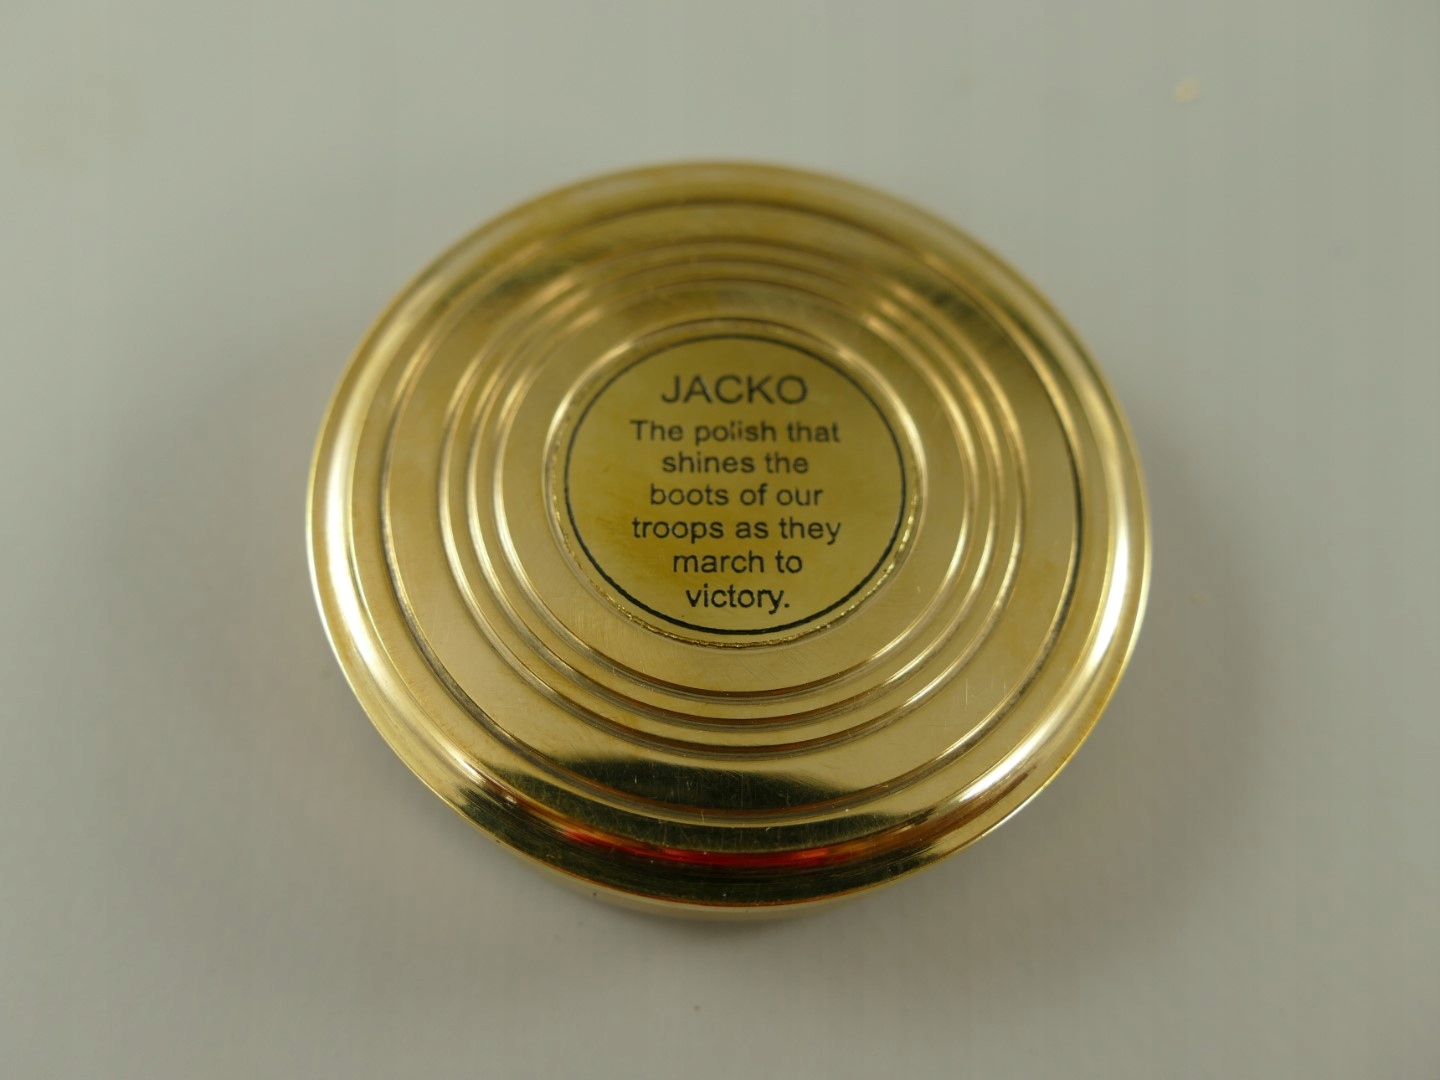 JACKO
The polish that
shines the
boots of our
troops as they
march to
victory.